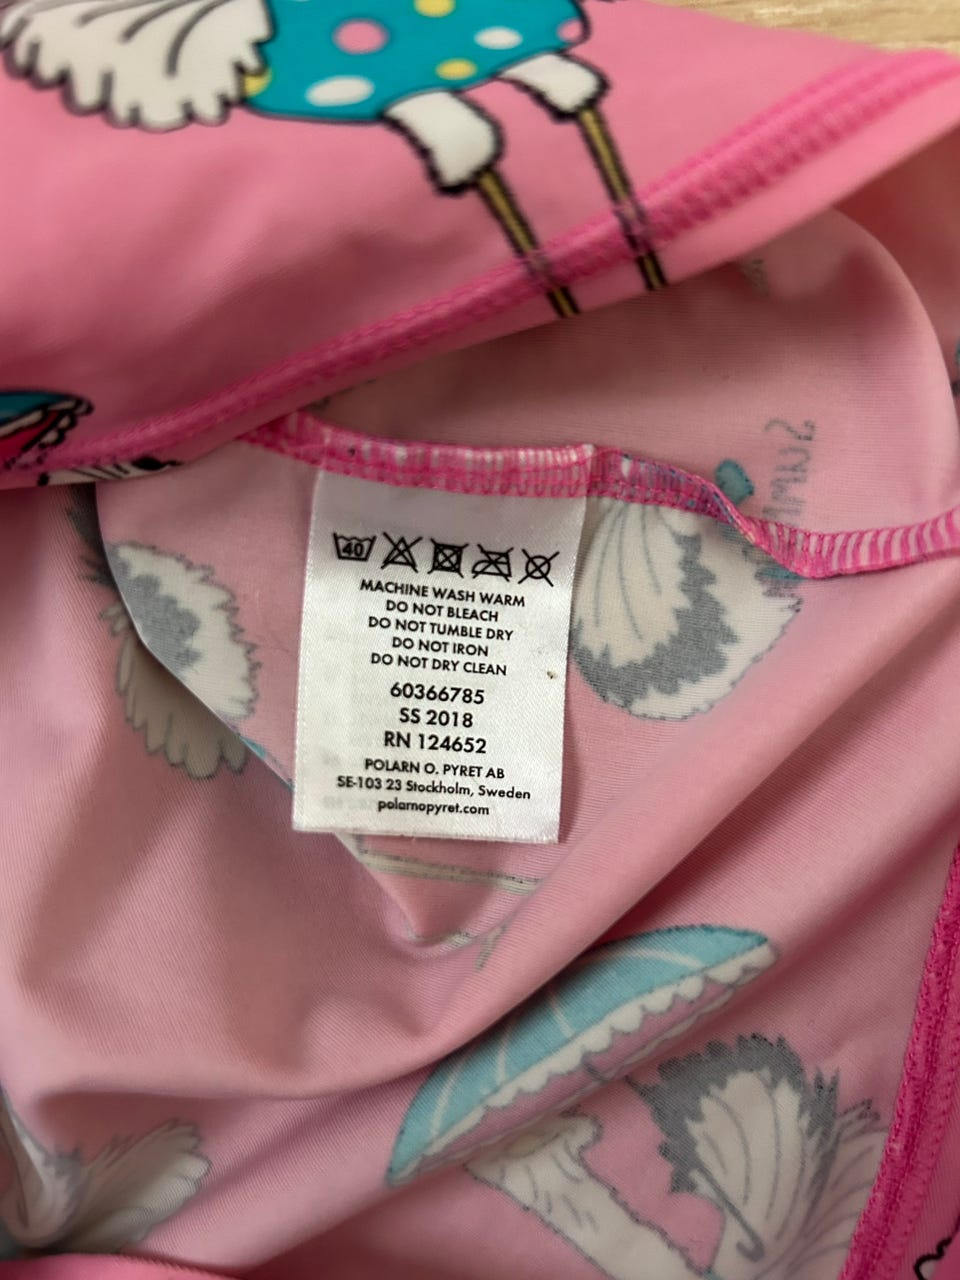 40
MACHINE WASH WARM
DO NOT BLEACH
DO NOT TUMBLE DRY
DO NOT IRON
DO NOT DRY CLEAN
60366785
SS 2018
RN 124652
POLARN O. PYRET AB
SE-103 23 Stockholm, Sweden
polarnopyret.com